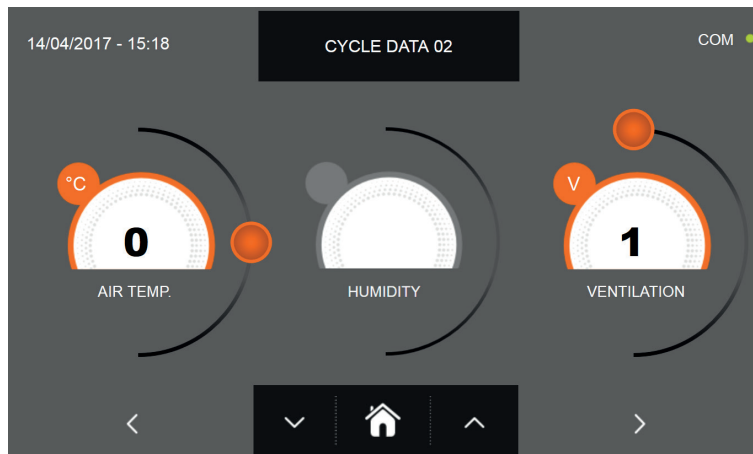 14/04/2017 - 15:18
CYCLE DATA 02
COM
°C
0
AIR TEMP.
HUMIDITY
V
1
VENTILATION